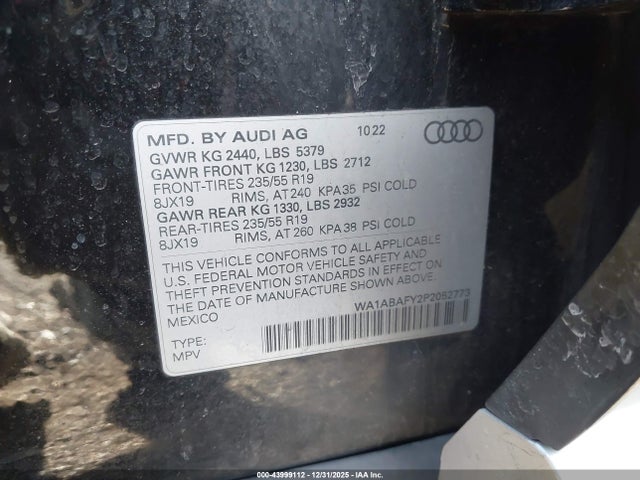 MFD. BY AUDI AG 10 22
GVWR KG 2440, LBS 5379
GAWR FRONT KG 1230, LBS 2712
FRONT-TIRES 235/55 R19
8JX19 RIMS, AT 240 KPA 35 PSI COLD
GAWR REAR KG 1330, LBS 2932
REAR-TIRES 235/55 R19
8JX19 RIMS, AT 260 KPA 38 PSI COLD
THIS VEHICLE CONFORMS TO ALL APPLICABLE
U.S. FEDERAL MOTOR VEHICLE SAFETY AND
THEFT PREVENTION STANDARDS IN EFFECT ON
THE DATE OF MANUFACTURE SHOWN ABOVE.
MEXICO
WA1ABAFY2P2052773
TYPE:
MPV
000-43999112 - 12/31/2025 - IAA Inc.